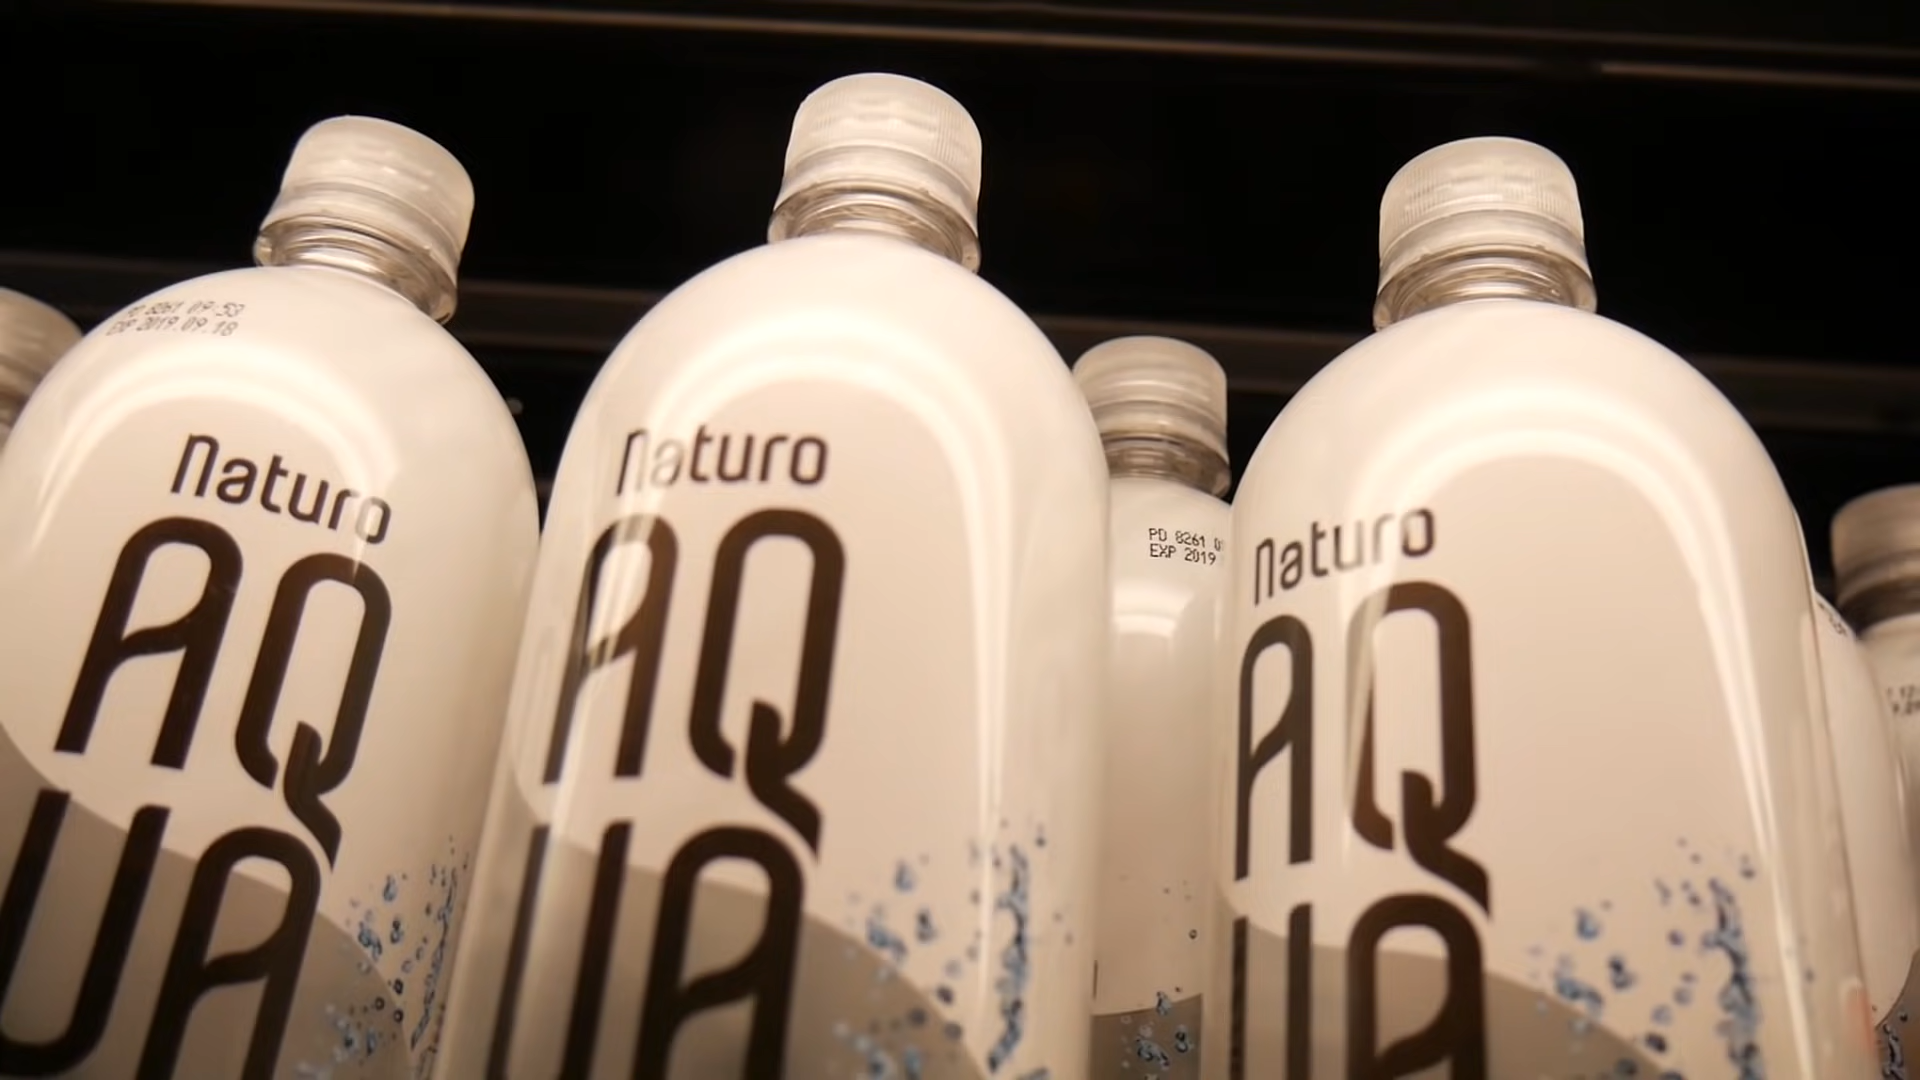 PD 8261 09:53
EXP 2019.09.18
Naturo
AQ
UA
Naturo
AQ
UA
PD 8261
EXP 2019
Naturo
AQ
UA